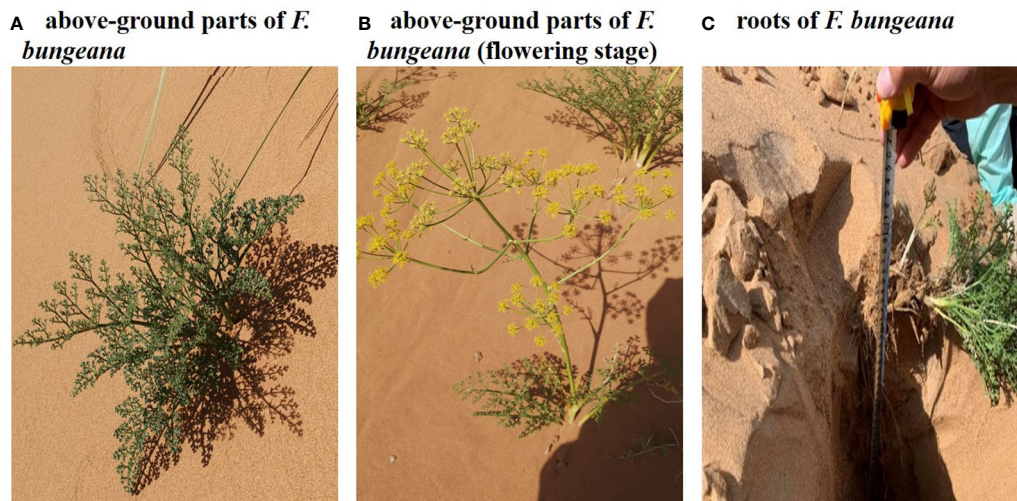 A above-ground parts of F.
bungeana
B above-ground parts of F.
bungeana (flowering stage)
C roots of F. bungeana